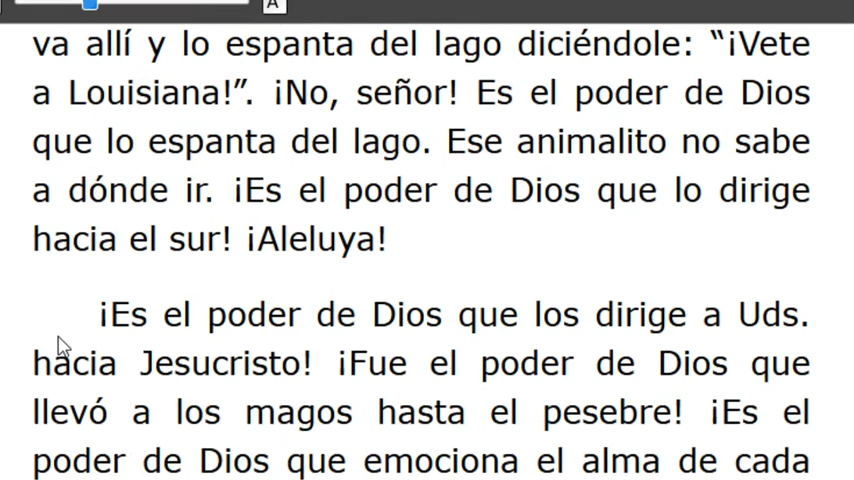 A
va allí y lo espanta del lago diciéndole: “¡Vete
a Louisiana!”. ¡No, señor! Es el poder de Dios
que lo espanta del lago. Ese animalito no sabe
a dónde ir. ¡Es el poder de Dios que lo dirige
hacia el sur! ¡Aleluya!
¡Es el poder de Dios que los dirige a Uds.
hacia Jesucristo! ¡Fue el poder de Dios que
llevó a los magos hasta el pesebre! ¡Es el
poder de Dios que emociona el alma de cada